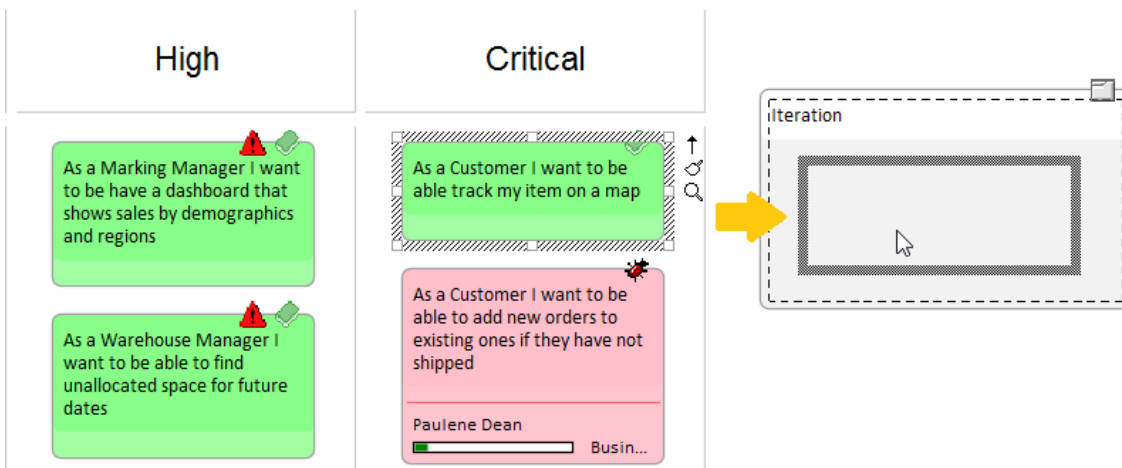 High
Critical
Iteration
As a Marking Manager I want
to be have a dashboard that
shows sales by demographics
and regions
As a Customer I want to be
able track my item on a map
As a Warehouse Manager I
want to be able to find
unallocated space for future
dates
As a Customer I want to be
able to add new orders to
existing ones if they have not
shipped
Paulene Dean
Busin...